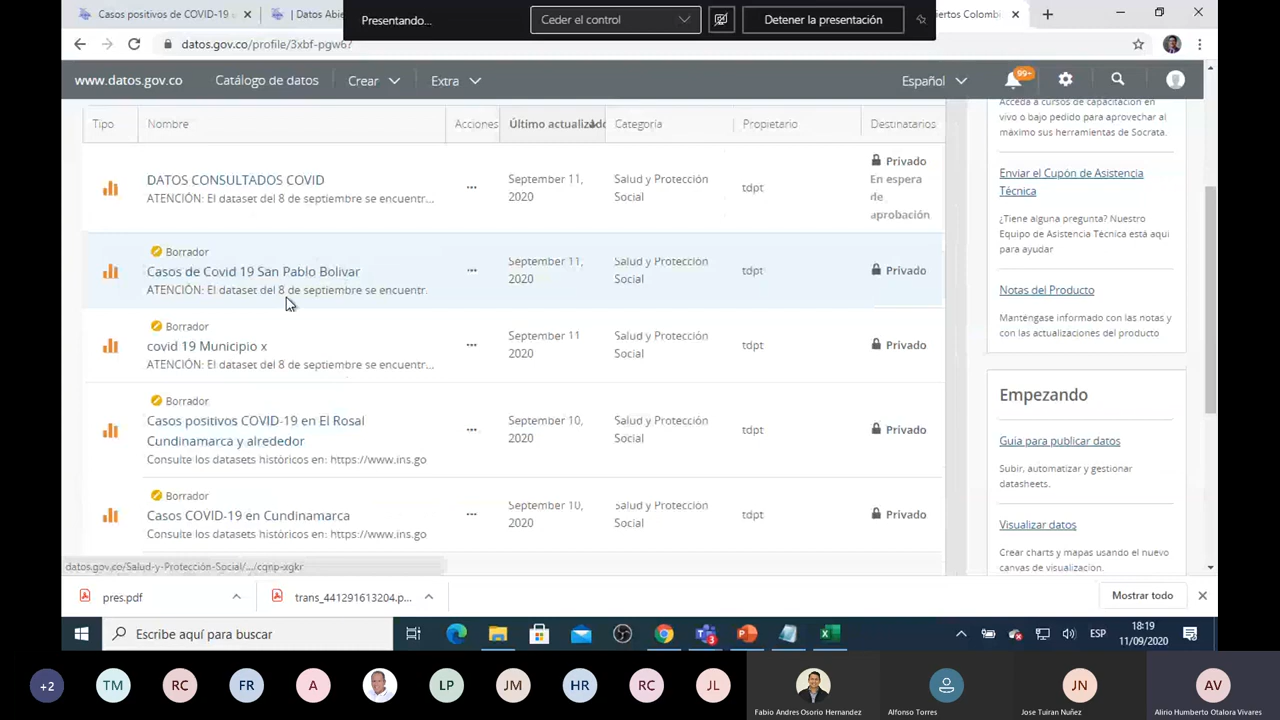 Casos positivos de COVID-19
| Datos Abie
Presentando...
Ceder el control
Detener la presentación
iertos Colombi
datos.gov.co/profile/3xbf-pgw6?
www.datos.gov.co
Catálogo de datos
Crear
Extra
Español
99+
Tipo
Nombre
Acciones
Último actualizado
Categoría
Propietario
Destinatarios
DATOS CONSULTADOS COVID
ATENCIÓN: El dataset del 8 de septiembre se encuentr...
September 11,
2020
Salud y Protección
Social
tdpt
Privado
En espera
de
aprobación
Borrador
Casos de Covid 19 San Pablo Bolivar
ATENCIÓN: El dataset del 8 de septiembre se encuentr.
September 11,
2020
Salud y Protección
Social
tdpt
Privado
Borrador
covid 19 Municipio x
ATENCIÓN: El dataset del 8 de septiembre se encuentr...
September 11
2020
Salud y Protección
Social
tdpt
Privado
Borrador
Casos positivos COVID-19 en El Rosal
Cundinamarca y alrededor
Consulte los datasets históricos en: https://www.ins.go
September 10,
2020
Salud y Protección
Social
tdpt
Privado
Borrador
Casos COVID-19 en Cundinamarca
Consulte los datasets históricos en: https://www.ins.go
September 10,
2020
Salud y Protección
Social
tdpt
Privado
Acceda a cursos de capacitación en
vivo o bajo pedido para aprovechar al
máximo sus herramientas de
Socrata.
Enviar el Cupón de Asistencia
Técnica
¿Tiene alguna pregunta? Nuestro
Equipo de Asistencia Técnica está aquí
para ayudar
Notas del Producto
Manténgase informado con las notas y
con las actualizaciones del producto
Empezando
Guia para publicar datos
Subir, automatizar y gestionar
datasheets.
Visualizar datos
Crear charts y mapas usando el nuevo
canvas de visualizacion.
datos.gov.co/Salud-y-Protección-Social/.../cqnp-xgkr
pres.pdf
trans_441291613204.p...
Mostrar todo
Escribe aquí para buscar
3
ESP
18:19
11/09/2020
+2
TM
RC
FR
A
LP
JM
HR
RC
JL
JN
AV
Fabio Andres Osorio Hernandez
Alfonso Torres
Jose Tuiran Nuñez
Alirio Humberto Otalora Vivares